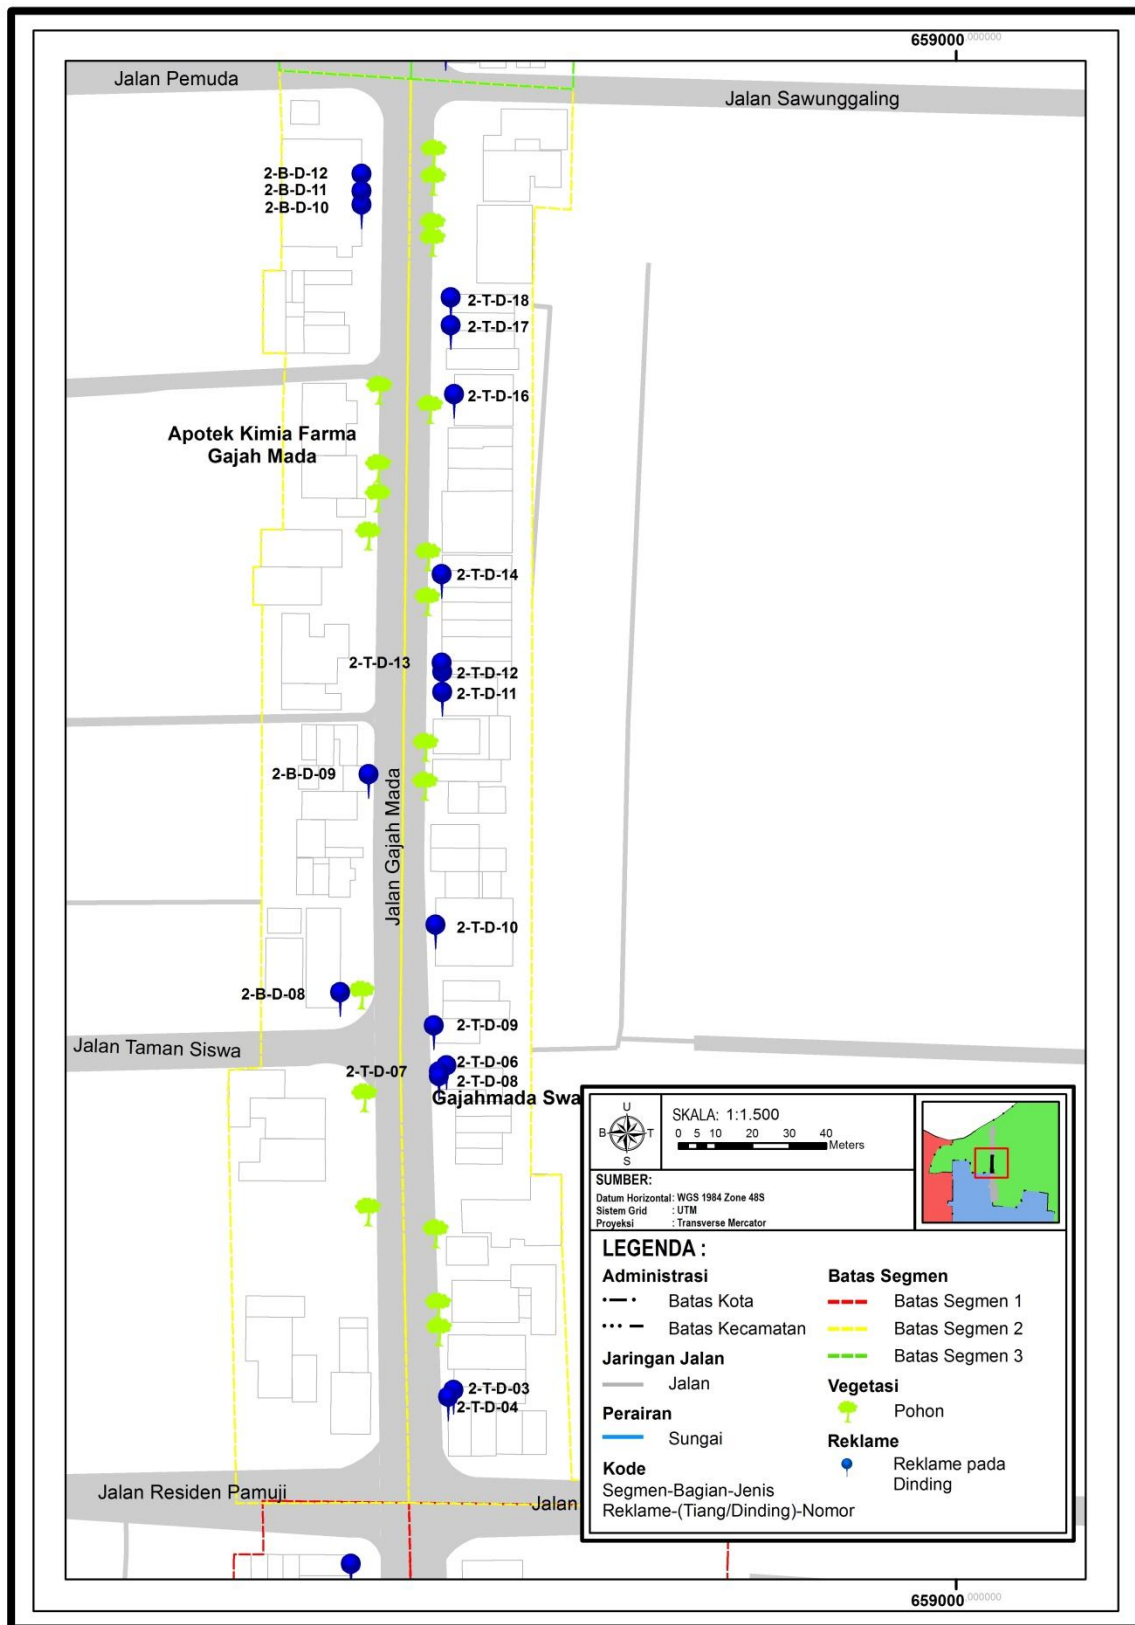 659000.000000
Jalan Pemuda
Jalan Sawunggaling
2-B-D-12
2-B-D-11
2-B-D-10
2-T-D-18
2-T-D-17
2-T-D-16
Apotek Kimia Farma
Gajah Mada
2-T-D-14
2-T-D-13
2-T-D-12
2-T-D-11
2-B-D-09
Jalan Gajah Mada
2-T-D-10
2-B-D-08
2-T-D-09
Jalan Taman Siswa
2-T-D-06
2-T-D-07
2-T-D-08
Gajahmada Swa
2-T-D-03
2-T-D-04
Jalan Residen Pamuji
Jalan
U
B T
S
SKALA: 1:1.500
0 5 10 20 30 40
Meters
SUMBER:
Datum Horizontal: WGS 1984 Zone 48S
Sistem Grid : UTM
Proyeksi : Transverse Mercator
LEGENDA :
Administrasi
Batas Kota
Batas Kecamatan
Jaringan Jalan
Jalan
Perairan
Sungai
Kode
Segmen-Bagian-Jenis
Reklame-(Tiang/Dinding)-Nomor
Batas Segmen
Batas Segmen 1
Batas Segmen 2
Batas Segmen 3
Vegetasi
Pohon
Reklame
Reklame pada
Dinding
659000.000000